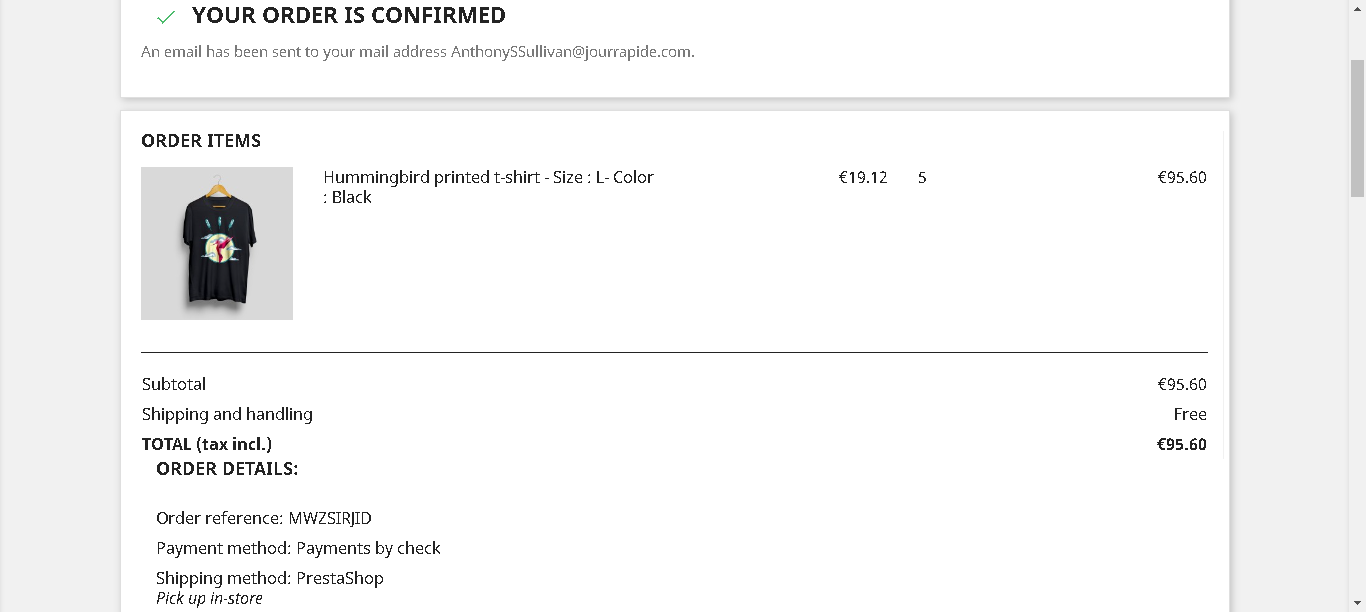 YOUR ORDER IS CONFIRMED
An email has been sent to your mail address AnthonySSullivan@jourrapide.com.
ORDER ITEMS
Hummingbird printed t-shirt - Size : L- Color €19.12 5 €95.60
: Black
Subtotal €95.60
Shipping and handling Free
TOTAL (tax incl.) €95.60
ORDER DETAILS:
Order reference: MWZSIRJID
Payment method: Payments by check
Shipping method: PrestaShop
Pick up in-store